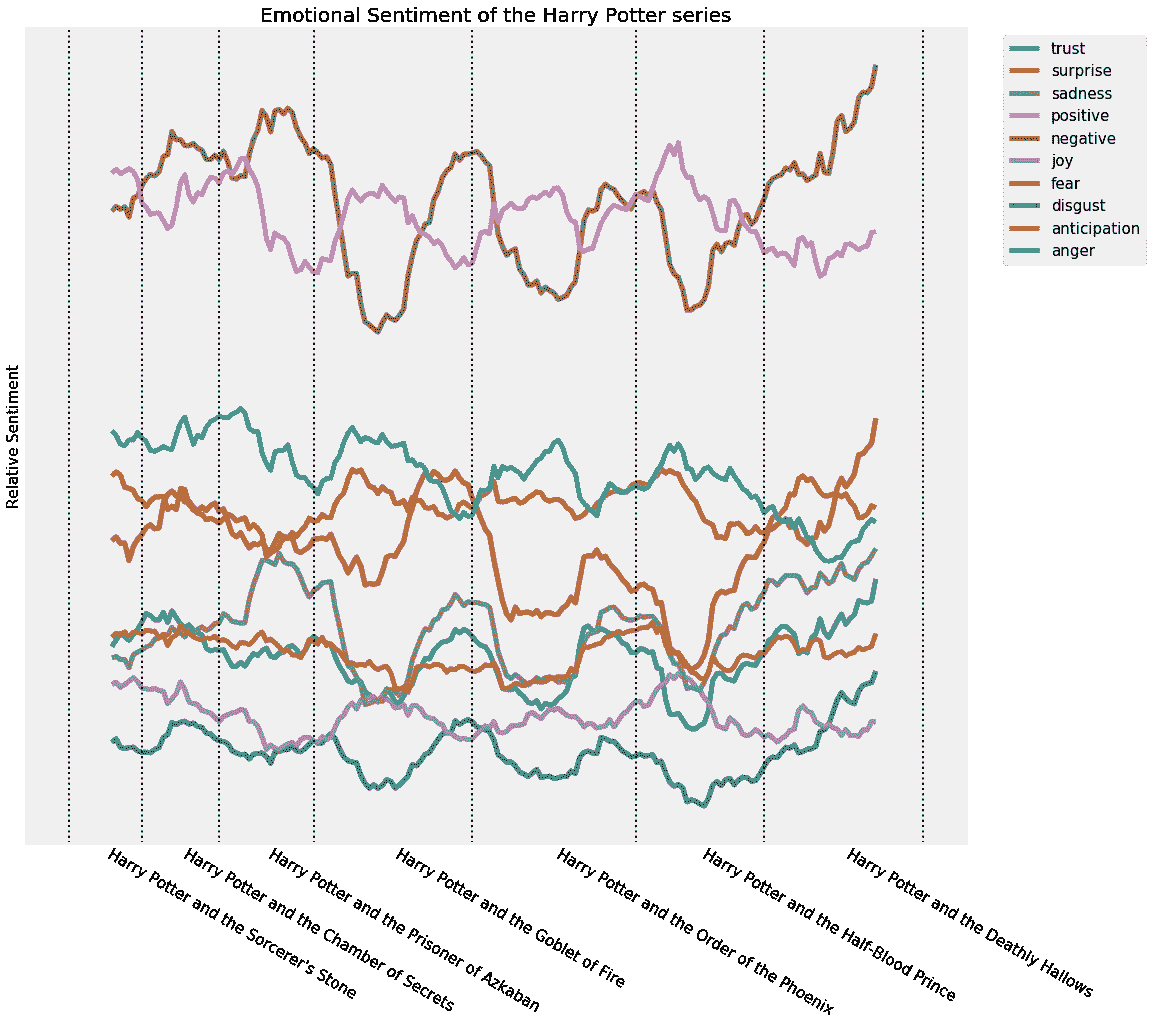 Emotional Sentiment of the Harry Potter series
trust
surprise
sadness
positive
negative
joy
fear
disgust
anticipation
anger
Relative Sentiment
Harry Potter and the Sorcerer's Stone
Harry Potter and the Chamber of Secrets
Harry Potter and the Prisoner of Azkaban
Harry Potter and the Goblet of Fire
Harry Potter and the Order of the Phoenix
Harry Potter and the Half-Blood Prince
Harry Potter and the Deathly Hallows